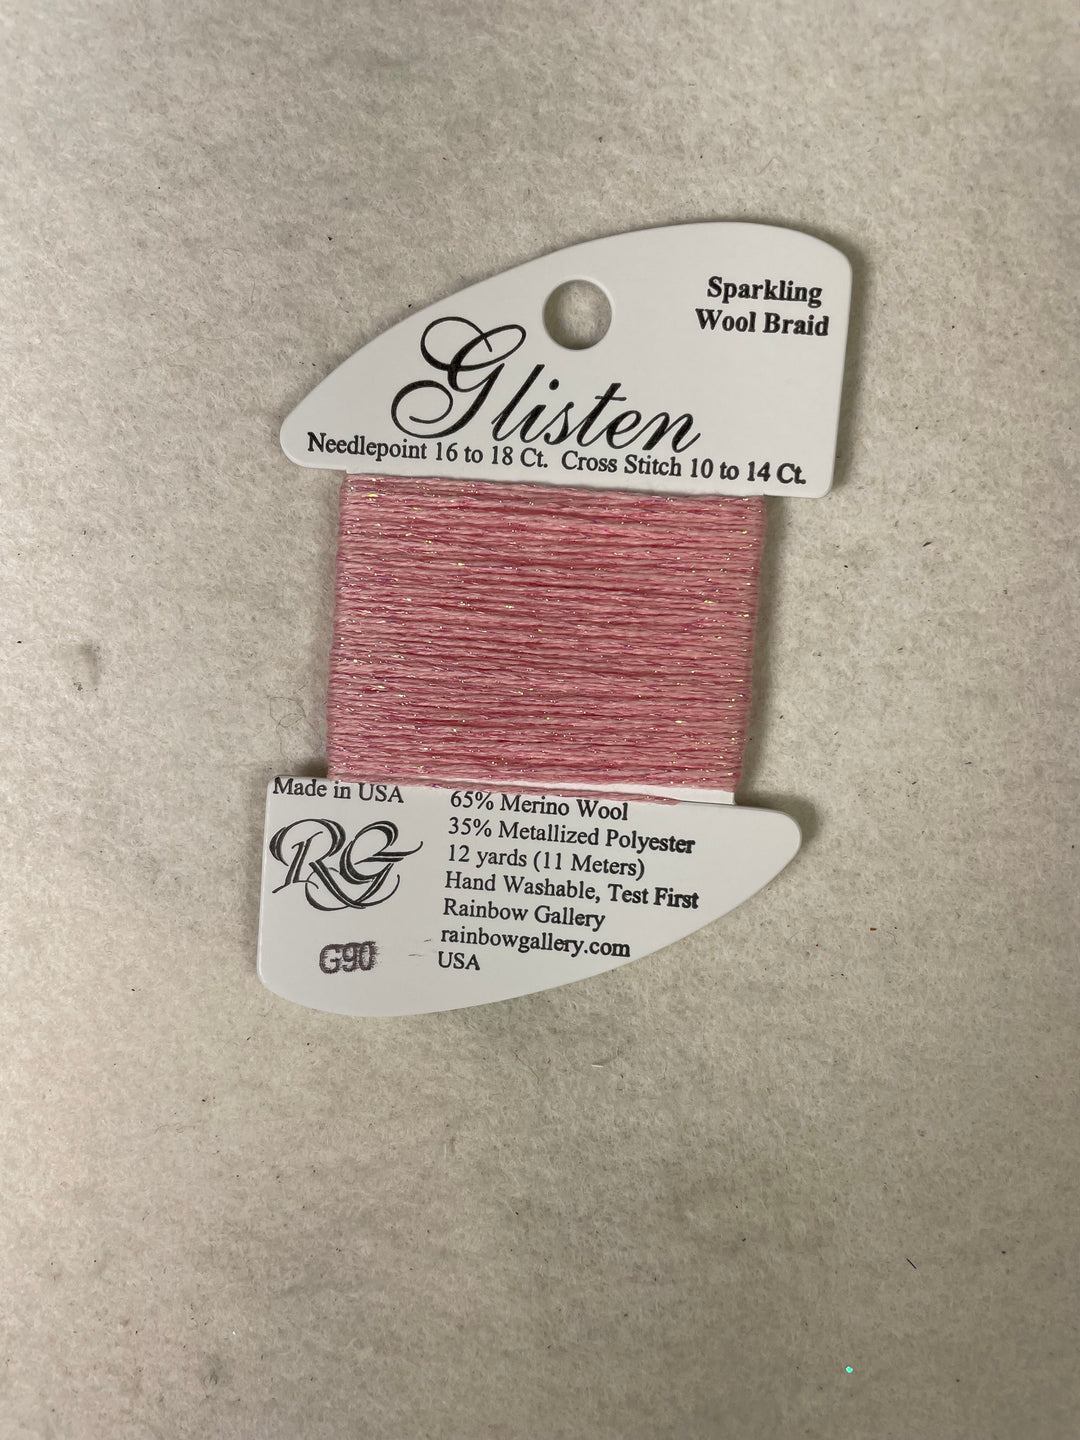 Sparkling
Wool Braid
Glisten
Needlepoint 16 to 18 Ct. Cross Stitch 10 to 14 Ct.
Made in USA
RG
G90
65% Merino Wool
35% Metallized Polyester
12 yards (11 Meters)
Hand Washable, Test First
Rainbow Gallery
rainbowgallery.com
USA